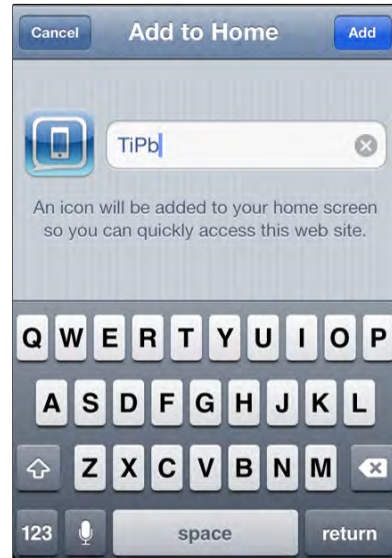 Cancel
Add to Home
Add
TiPb
An icon will be added to your home screen
so you can quickly access this web site.
Q W E R T Y U I O P
A S D F G H J K L
Z X C V B N M
123
space
return